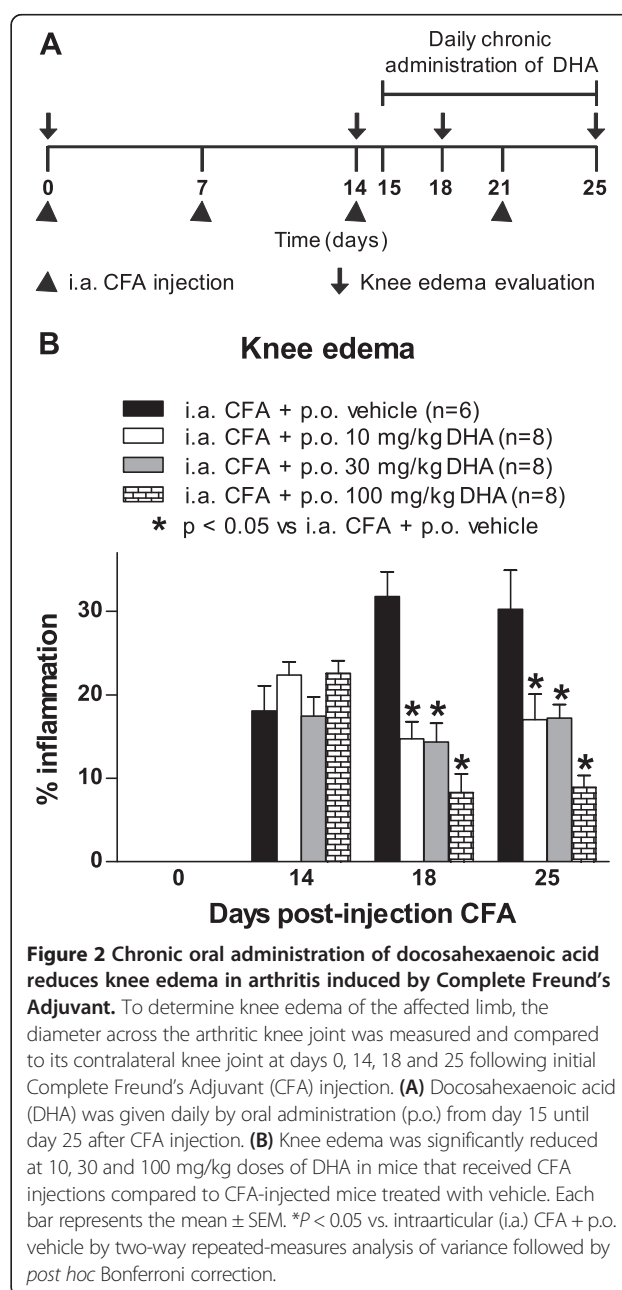 A
Daily chronic
administration of DHA
0 7 14 15 18 21 25
Time (days)
i.a. CFA injection
Knee edema evaluation
B
Knee edema
i.a. CFA + p.o. vehicle (n=6)
i.a. CFA + p.o. 10 mg/kg DHA (n=8)
i.a. CFA + p.o. 30 mg/kg DHA (n=8)
i.a. CFA + p.o. 100 mg/kg DHA (n=8)
* p < 0.05 vs i.a. CFA + p.o. vehicle
% inflammation
30
20
10
0
* * *
* * *
0 14 18 25
Days post-injection CFA
Figure 2 Chronic oral administration of docosahexaenoic acid
reduces knee edema in arthritis induced by Complete Freund's
Adjuvant. To determine knee edema of the affected limb, the
diameter across the arthritic knee joint was measured and compared
to its contralateral knee joint at days 0, 14, 18 and 25 following initial
Complete Freund's Adjuvant (CFA) injection. (A) Docosahexaenoic acid
(DHA) was given daily by oral administration (p.o.) from day 15 until
day 25 after CFA injection. (B) Knee edema was significantly reduced
at 10, 30 and 100 mg/kg doses of DHA in mice that received CFA
injections compared to CFA-injected mice treated with vehicle. Each
bar represents the mean ± SEM. *P < 0.05 vs. intraarticular (i.a.) CFA + p.o.
vehicle by two-way repeated-measures analysis of variance followed by
post hoc Bonferroni correction.